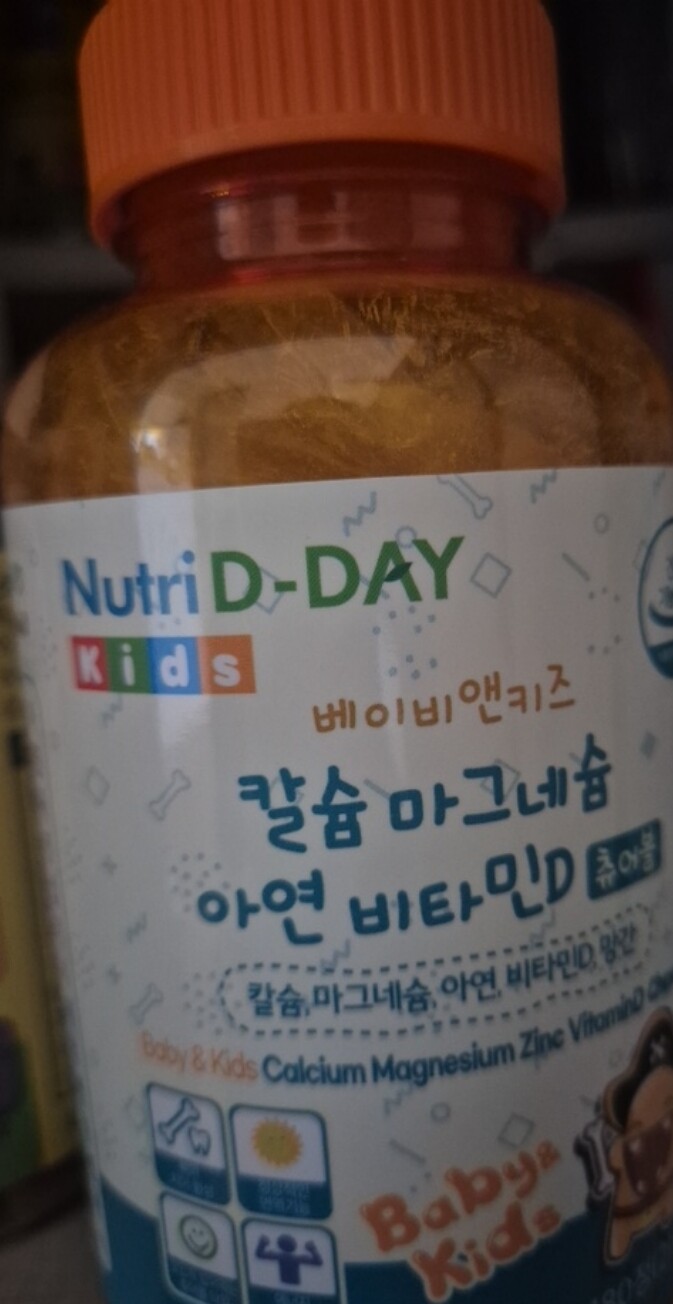 Nutri D-DAY
Kids
베이비앤키즈
칼슘 마그네슘
아연 비타민D 츄어블
칼슘, 마그네슘, 아연, 비타민D, 망간
Baby & Kids Calcium Magnesium Zinc VitaminD
Baby &
Kids